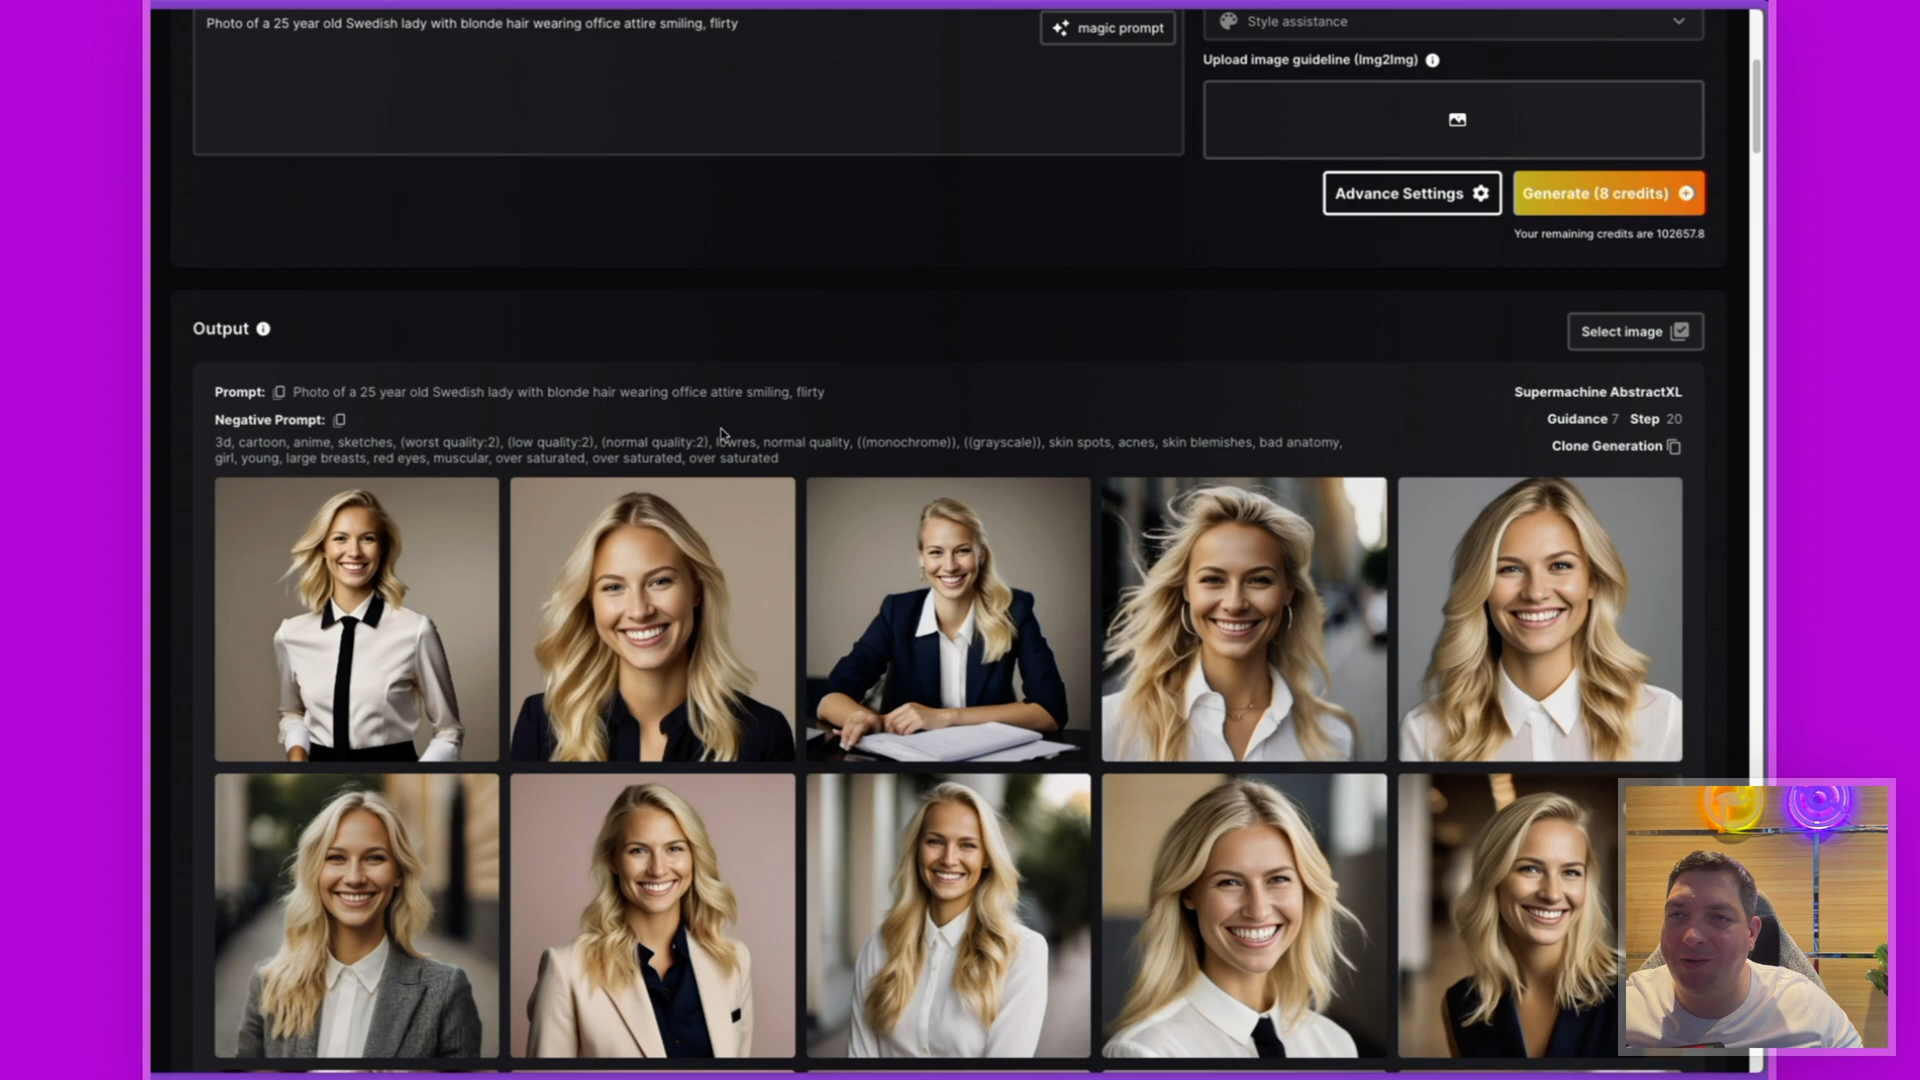 Photo of a 25 year old Swedish lady with blonde hair wearing office attire smiling, flirty
magic prompt
Style assistance
Upload image guideline (Img2Img)
Advance Settings
Generate (8 credits)
Your remaining credits are 102657.8
Output
Select image
Prompt: Photo of a 25 year old Swedish lady with blonde hair wearing office attire smiling, flirty
Supermachine AbstractXL
Negative Prompt:
Guidance 7 Step 20
3d, cartoon, anime, sketches, (worst quality:2), (low quality:2), (normal quality:2), lowres, normal quality, ((monochrome)), ((grayscale)), skin spots, acnes, skin blemishes, bad anatomy,
girl, young, large breasts, red eyes, muscular, over saturated, over saturated, over saturated
Clone Generation